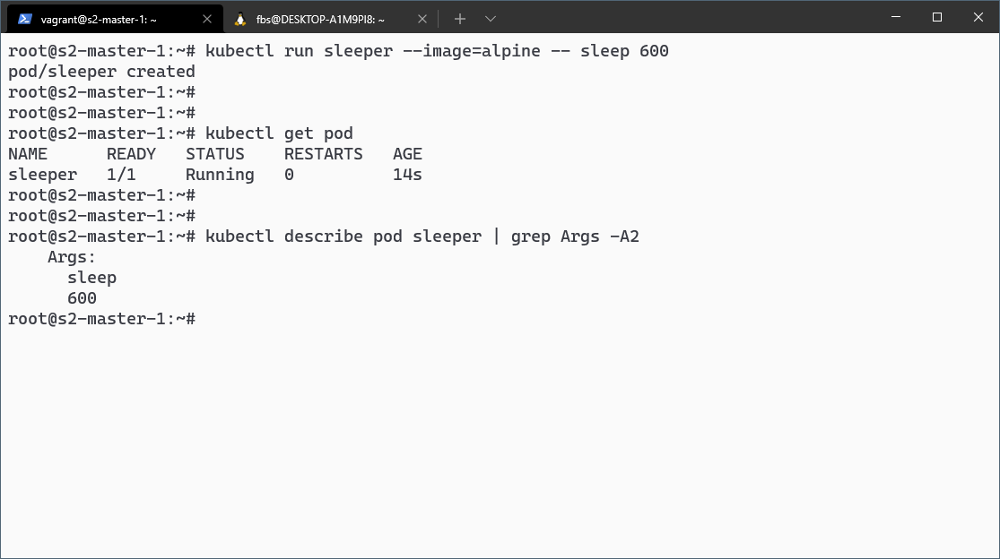 vagrant@s2-master-1: ~
fbs@DESKTOP-A1M9PI8: ~
root@s2-master-1:~# kubectl run sleeper --image=alpine -- sleep 600
pod/sleeper created
root@s2-master-1:~#
root@s2-master-1:~#
root@s2-master-1:~# kubectl get pod
NAME      READY   STATUS    RESTARTS   AGE
sleeper   1/1     Running   0          14s
root@s2-master-1:~#
root@s2-master-1:~#
root@s2-master-1:~# kubectl describe pod sleeper | grep Args -A2
    Args:
      sleep
      600
root@s2-master-1:~#